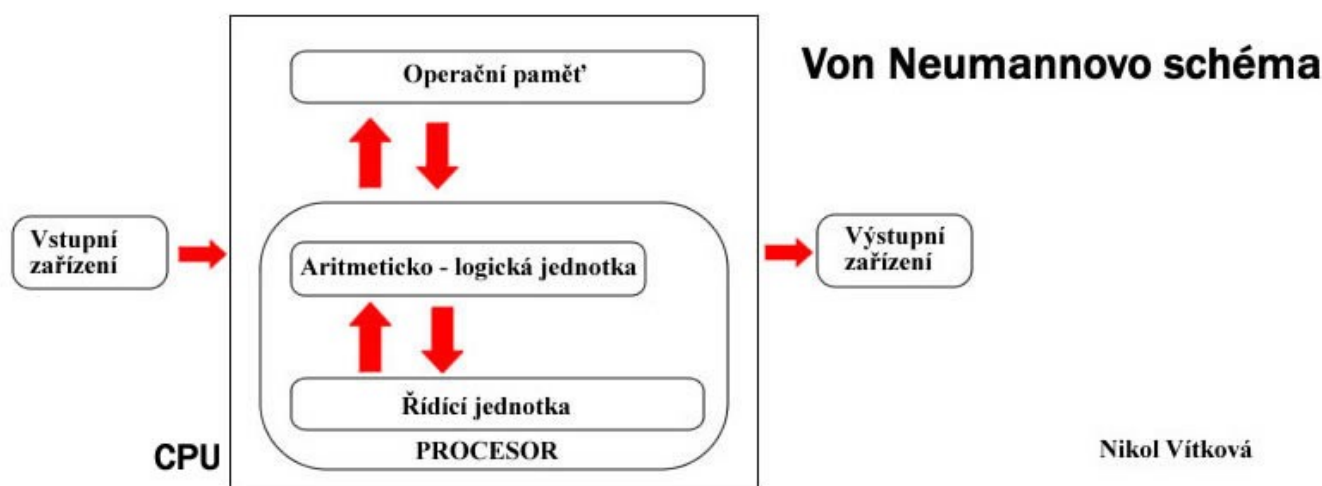 Von Neumannovo schéma
Operační paměť
Vstupní
zařízení
Aritmeticko - logická jednotka
Výstupní
zařízení
Řídící jednotka
PROCESOR
CPU
Nikol Vítková